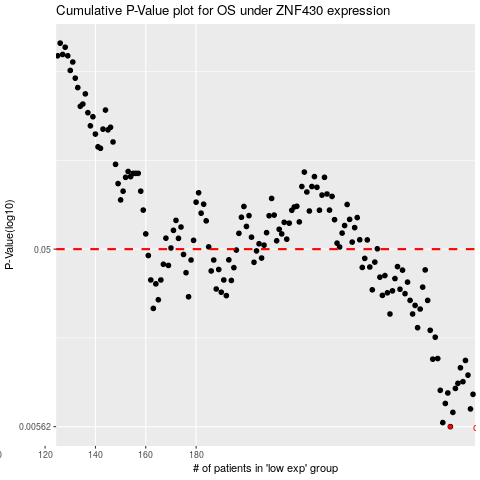 Cumulative P-Value plot for OS under ZNF430 expression
P-Value(log10)
0.05
0.00562
120 140 160 180
# of patients in 'low exp' group